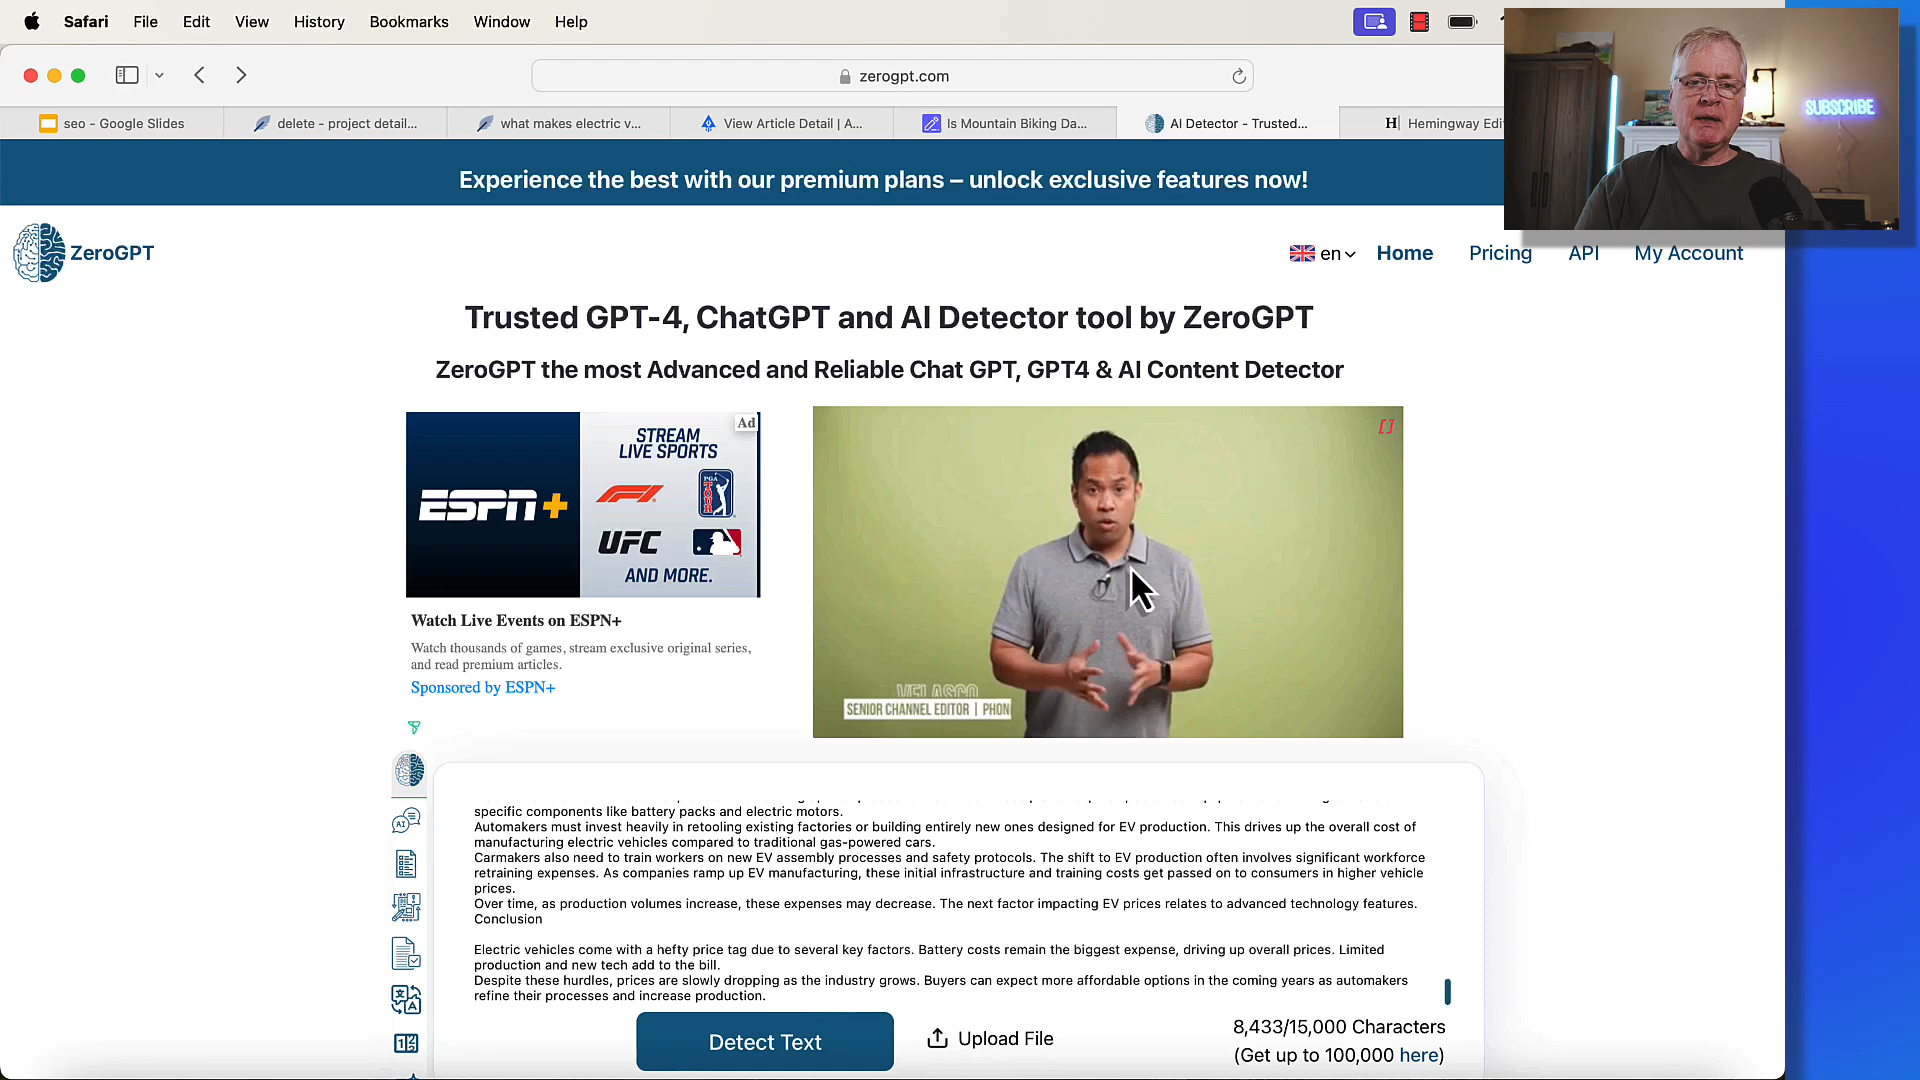 Safari File Edit View History Bookmarks Window Help
zerogpt.com
seo - Google Slides
delete - project detail...
what makes electric v...
View Article Detail | A...
Is Mountain Biking Da...
AI Detector - Trusted...
Hemingway Edi
SUBSCRIBE
Experience the best with our premium plans – unlock exclusive features now!
ZeroGPT
en
Home
Pricing
API
My Account
Trusted GPT-4, ChatGPT and AI Detector tool by ZeroGPT
ZeroGPT the most Advanced and Reliable Chat GPT, GPT4 & AI Content Detector
Ad
ESPN+
STREAM
LIVE SPORTS
PGA TOUR
UFC
AND MORE.
Watch Live Events on ESPN+
Watch thousands of games, stream exclusive original series,
and read premium articles.
Sponsored by ESPN+
VELASCO
SENIOR CHANNEL EDITOR | PHON
specific components like battery packs and electric motors.
Automakers must invest heavily in retooling existing factories or building entirely new ones designed for EV production. This drives up the overall cost of
manufacturing electric vehicles compared to traditional gas-powered cars.
Carmakers also need to train workers on new EV assembly processes and safety protocols. The shift to EV production often involves significant workforce
retraining expenses. As companies ramp up EV manufacturing, these initial infrastructure and training costs get passed on to consumers in higher vehicle
prices.
Over time, as production volumes increase, these expenses may decrease. The next factor impacting EV prices relates to advanced technology features.
Conclusion
Electric vehicles come with a hefty price tag due to several key factors. Battery costs remain the biggest expense, driving up overall prices. Limited
production and new tech add to the bill.
Despite these hurdles, prices are slowly dropping as the industry grows. Buyers can expect more affordable options in the coming years as automakers
refine their processes and increase production.
Detect Text
Upload File
8,433/15,000 Characters
(Get up to 100,000 here)